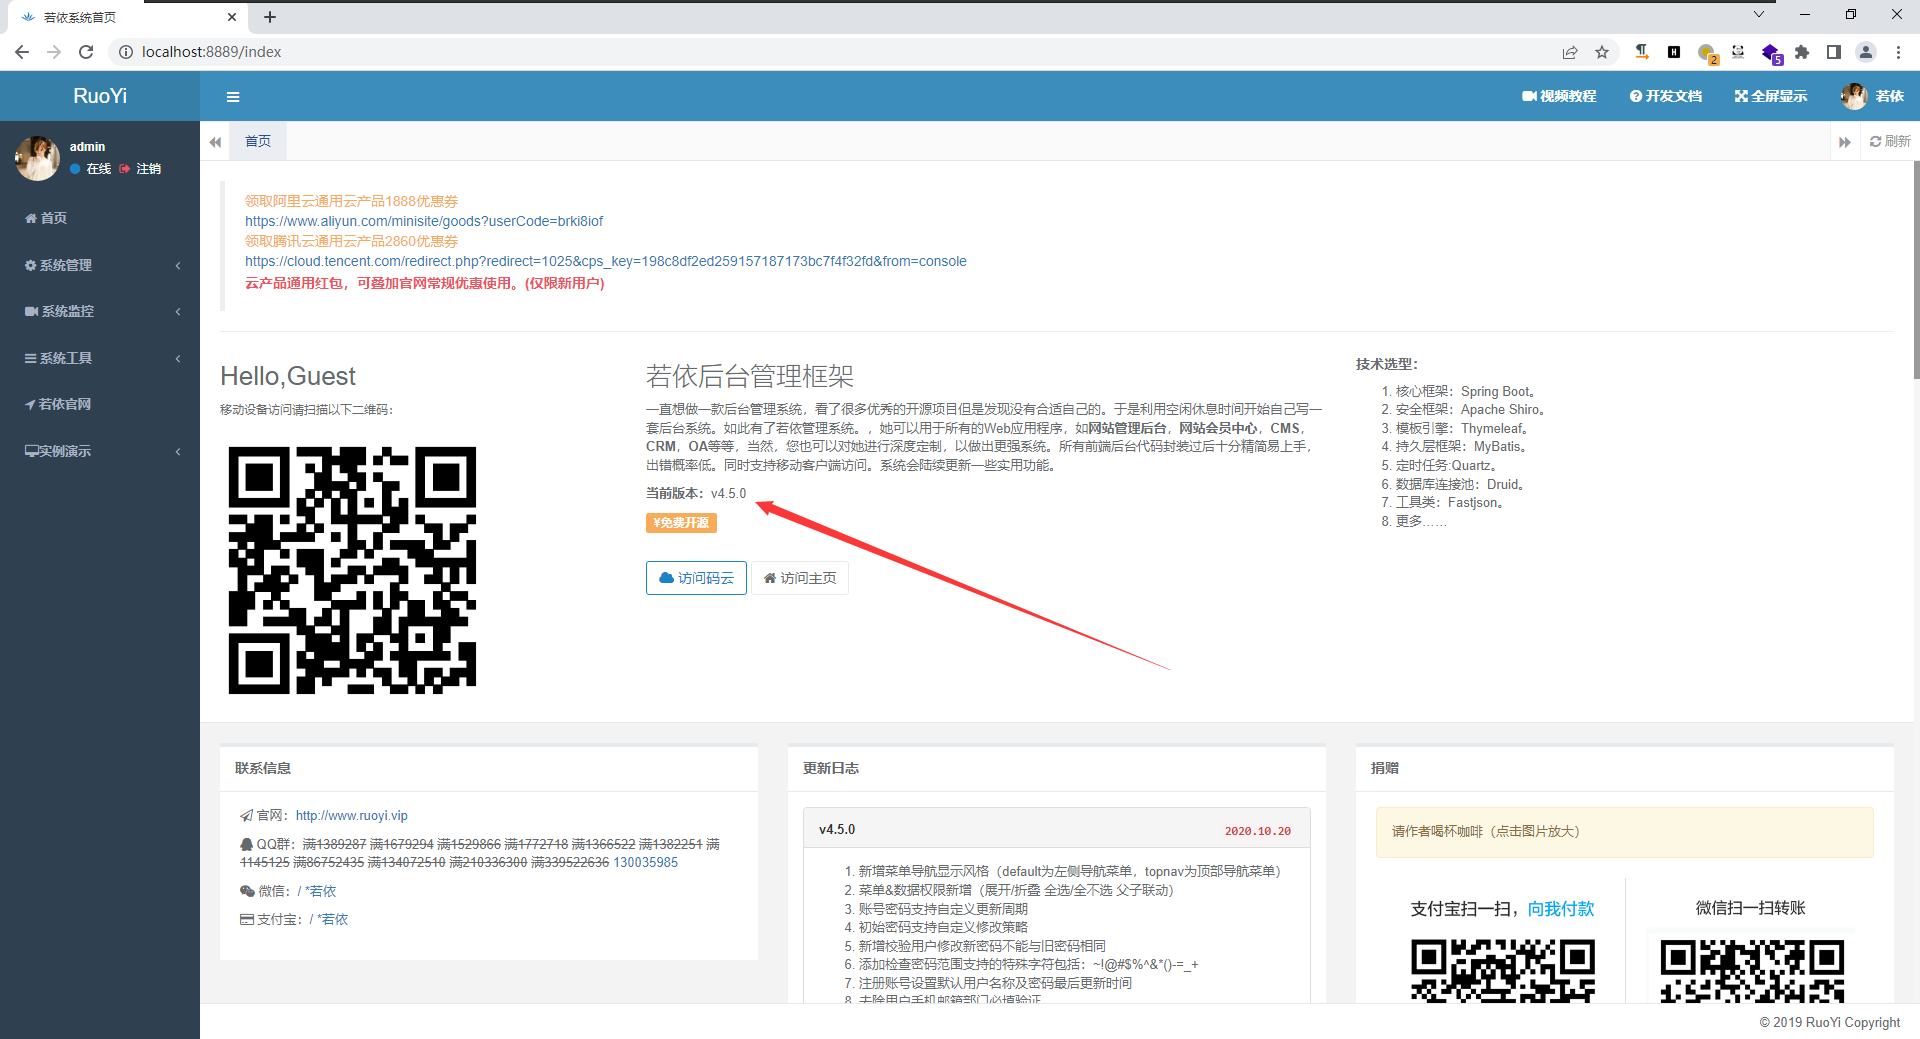 若依系统首页
localhost:8889/index
2
5
RuoYi
视频教程
开发文档
全屏显示
若依
admin
在线
注销
首页
刷新
首页
系统管理
系统监控
系统工具
若依官网
实例演示
领取阿里云通用云产品1888优惠券
https://www.aliyun.com/minisite/goods?userCode=brki8iof
领取腾讯云通用云产品2860优惠券
https://cloud.tencent.com/redirect.php?redirect=1025&cps_key=198c8df2ed259157187173bc7f4f32fd&from=console
云产品通用红包，可叠加官网常规优惠使用。(仅限新用户)
Hello,Guest
移动设备访问请扫描以下二维码：
若依后台管理框架
一直想做一款后台管理系统，看了很多优秀的开源项目但是发现没有合适自己的。于是利用空闲休息时间开始自己写一
套后台系统。如此有了若依管理系统。，她可以用于所有的Web应用程序，如网站管理后台，网站会员中心，CMS，
CRM，OA等等，当然，您也可以对她进行深度定制，以做出更强系统。所有前端后台代码封装过后十分精简易上手，
出错概率低。同时支持移动客户端访问。系统会陆续更新一些实用功能。
当前版本：v4.5.0
¥免费开源
访问码云
访问主页
技术选型：
1. 核心框架：Spring Boot。
2. 安全框架：Apache Shiro。
3. 模板引擎：Thymeleaf。
4. 持久层框架：MyBatis。
5. 定时任务:Quartz。
6. 数据库连接池：Druid。
7. 工具类：Fastjson。
8. 更多……
联系信息
官网：http://www.ruoyi.vip
QQ群：满1389287 满1679294 满1529866 满1772718 满1366522 满1382251 满
1145125 满86752435 满134072510 满210336300 满339522636 130035985
微信：/ *若依
支付宝：/ *若依
更新日志
v4.5.0
2020.10.20
1. 新增菜单导航显示风格（default为左侧导航菜单，topnav为顶部导航菜单）
2. 菜单&数据权限新增（展开/折叠 全选/全不选 父子联动）
3. 账号密码支持自定义更新周期
4. 初始密码支持自定义修改策略
5. 新增校验用户修改新密码不能与旧密码相同
6. 添加检查密码范围支持的特殊字符包括：~!@#$%^&*()-=_+
7. 注册账号设置默认用户名称及密码最后更新时间
8. 去除用户手机邮箱部门必填验证
捐赠
请作者喝杯咖啡（点击图片放大）
支付宝扫一扫，向我付款
微信扫一扫转账
© 2019 RuoYi Copyright